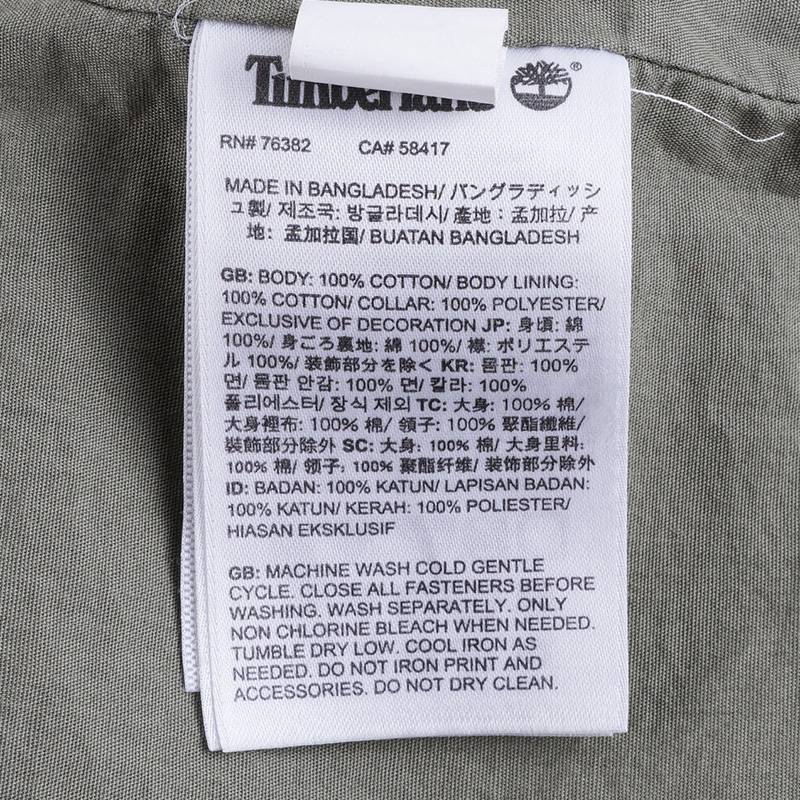 Timberland ®
RN# 76382 CA# 58417
MADE IN BANGLADESH/ バングラディッシ
ュ製/ 제조국: 방글라데시/ 產地：孟加拉/ 产
地：孟加拉国/ BUATAN BANGLADESH
GB: BODY: 100% COTTON/ BODY LINING:
100% COTTON/ COLLAR: 100% POLYESTER/
EXCLUSIVE OF DECORATION JP: 身頃: 綿
100%/ 身ごろ裏地: 綿 100%/ 襟: ポリエステ
ル 100%/ 装飾部分を除く KR: 몸판: 100%
면/ 몸판 안감: 100% 면/ 칼라: 100%
폴리에스터/ 장식 제외 TC: 大身: 100% 棉/
大身裡布: 100% 棉/ 領子: 100% 聚酯纖維/
裝飾部分除外 SC: 大身: 100% 棉/ 大身里料:
100% 棉/ 领子: 100% 聚酯纤维/ 装饰部分除外
ID: BADAN: 100% KATUN/ LAPISAN BADAN:
100% KATUN/ KERAH: 100% POLIESTER/
HIASAN EKSKLUSIF
GB: MACHINE WASH COLD GENTLE
CYCLE. CLOSE ALL FASTENERS BEFORE
WASHING. WASH SEPARATELY. ONLY
NON CHLORINE BLEACH WHEN NEEDED.
TUMBLE DRY LOW. COOL IRON AS
NEEDED. DO NOT IRON PRINT AND
ACCESSORIES. DO NOT DRY CLEAN.